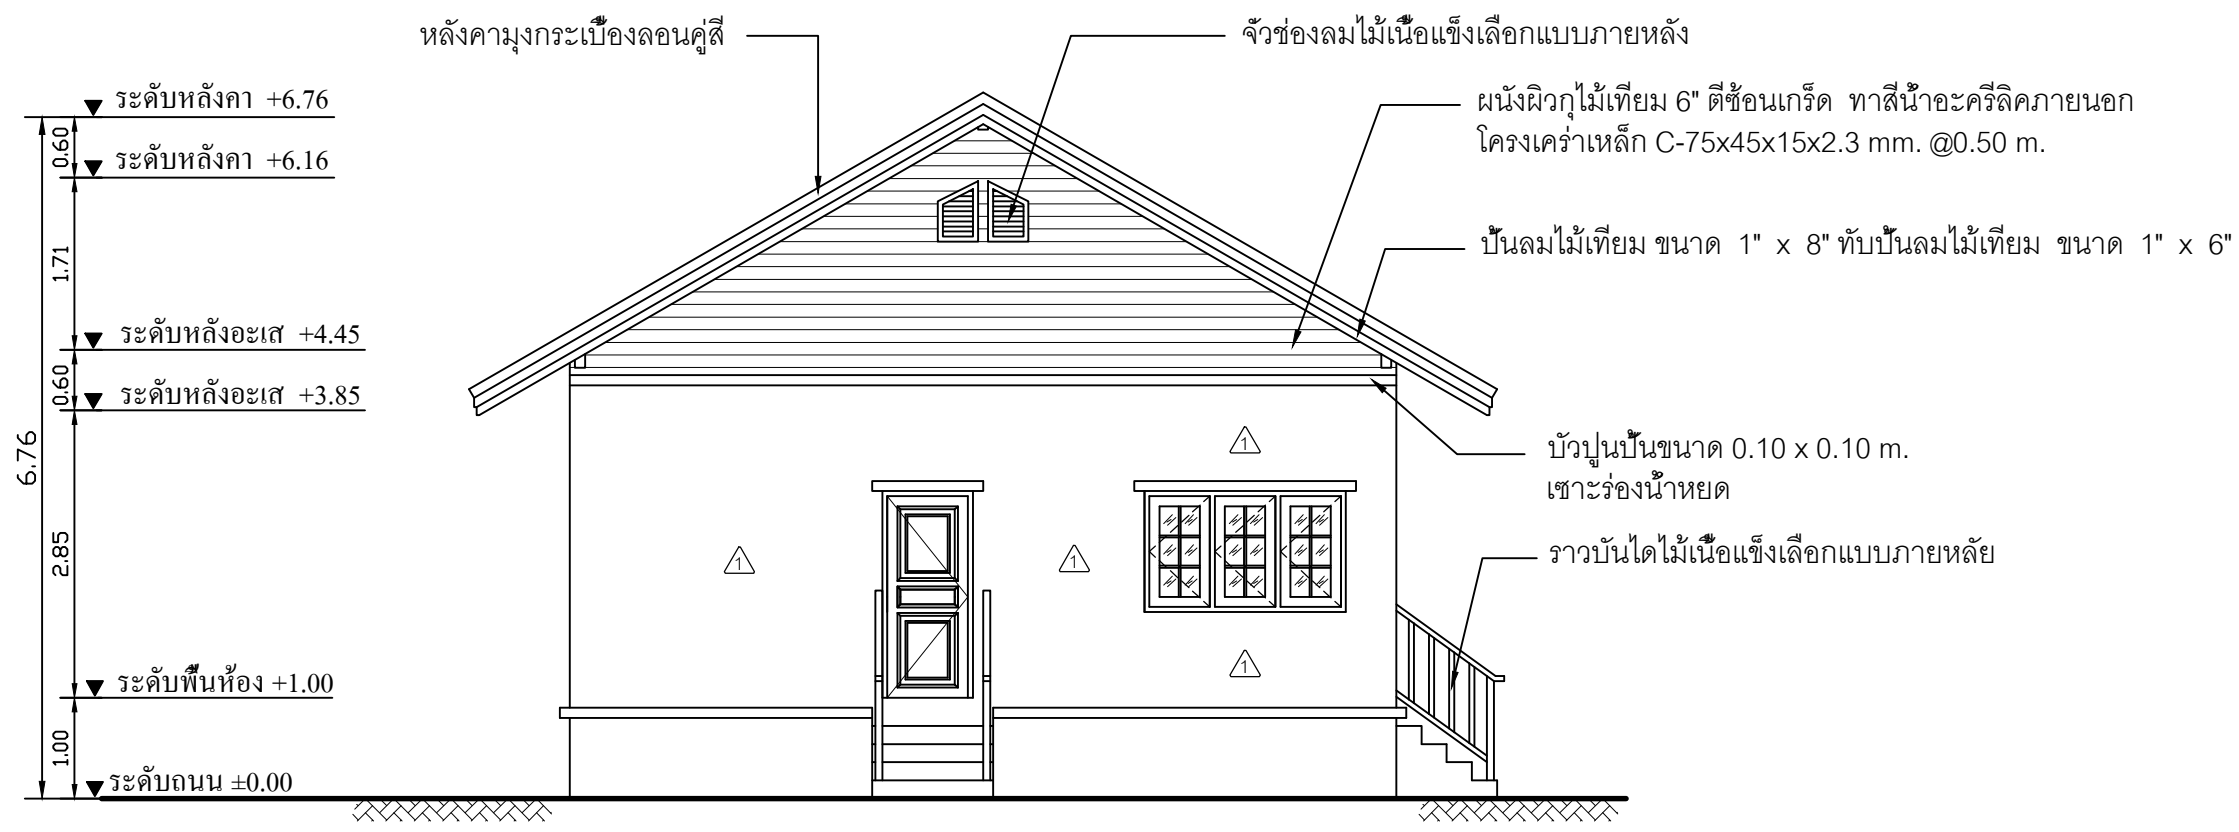 หลังคามุงกระเบื้องลอนคู่สี
จั่วช่องลมไม้เนื้อแข็งเลือกแบบภายหลัง
ระดับหลังคา +6.76
ผนังผิวกุไม้เทียม 6" ตีซ้อนเกร็ด ทาสีน้ำอะครีลิคภายนอก
โครงเคร่าเหล็ก C-75x45x15x2.3 mm. @0.50 m.
0.60
ระดับหลังคา +6.16
ปั้นลมไม้เทียม ขนาด 1" x 8" ทับปั้นลมไม้เทียม ขนาด 1" x 6"
1.71
ระดับหลังอะเส +4.45
0.60
ระดับหลังอะเส +3.85
6.76
บัวปูนปั้นขนาด 0.10 x 0.10 m.
เซาะร่องน้ำหยด
1
1
1
2.85
ราวบันไดไม้เนื้อแข็งเลือกแบบภายหลัย
1
ระดับพื้นห้อง +1.00
1.00
ระดับถนน ±0.00